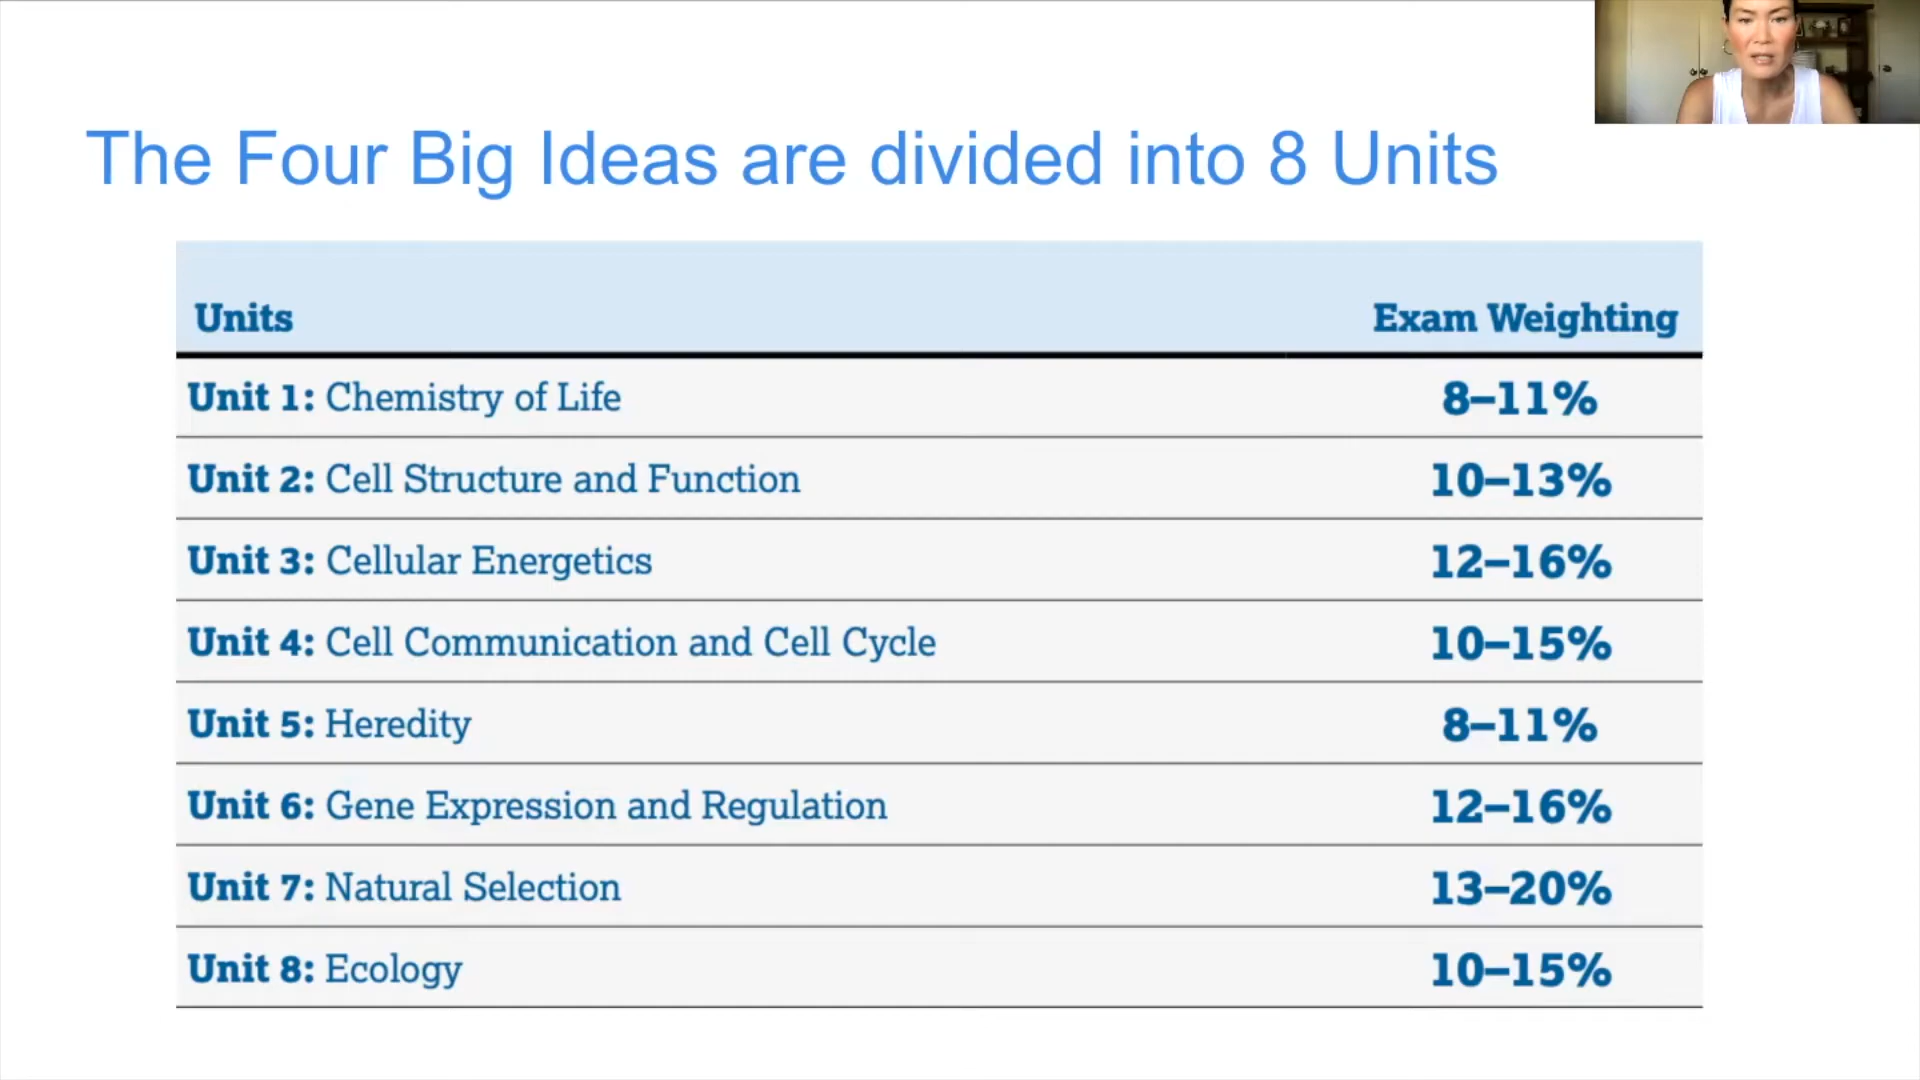 The Four Big Ideas are divided into 8 Units
Units Exam Weighting
Unit 1: Chemistry of Life 8–11%
Unit 2: Cell Structure and Function 10–13%
Unit 3: Cellular Energetics 12–16%
Unit 4: Cell Communication and Cell Cycle 10–15%
Unit 5: Heredity 8–11%
Unit 6: Gene Expression and Regulation 12–16%
Unit 7: Natural Selection 13–20%
Unit 8: Ecology 10–15%